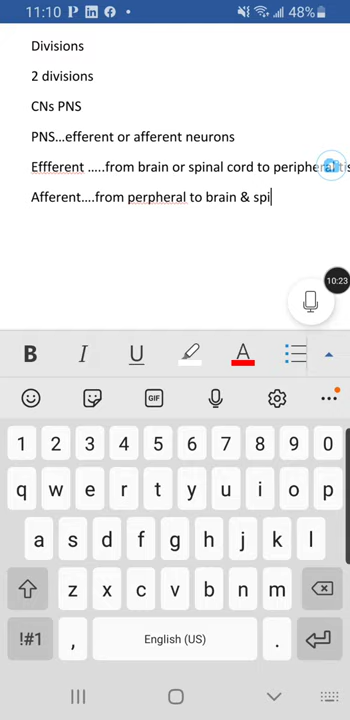 11:10 P in f • 48%
Divisions
2 divisions
CNs PNS
PNS...efferent or afferent neurons
Effferent .....from brain or spinal cord to peripheral
Afferent....from perpheral to brain & spi
10:23
B I U A
GIF
1 2 3 4 5 6 7 8 9 0
q w e r t y u i o p
a s d f g h j k l
z x c v b n m
!#1 , English (US) .